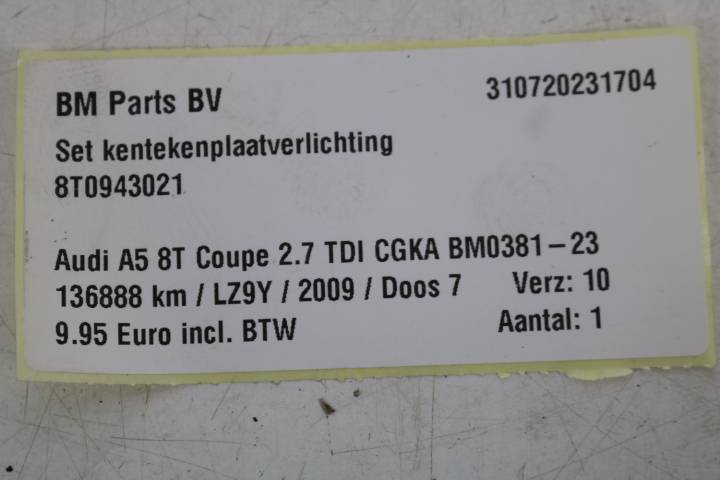 BM Parts BV 310720231704
Set kentekenplaatverlichting
8T0943021
Audi A5 8T Coupe 2.7 TDI CGKA BM0381-23
136888 km / LZ9Y / 2009 / Doos 7 Verz: 10
9.95 Euro incl. BTW Aantal: 1